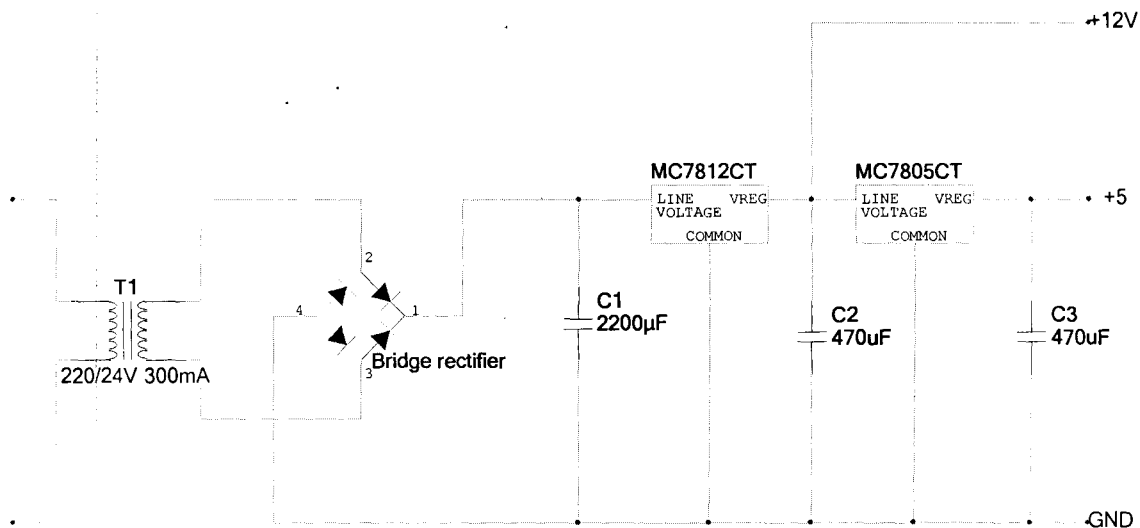 +12V
MC7812CT
MC7805CT
LINE VREG
VOLTAGE
COMMON
LINE VREG
VOLTAGE
COMMON
+5
2
T1
4
1
C1
2200µF
C2
470uF
C3
470uF
220/24V 300mA
Bridge rectifier
3
GND